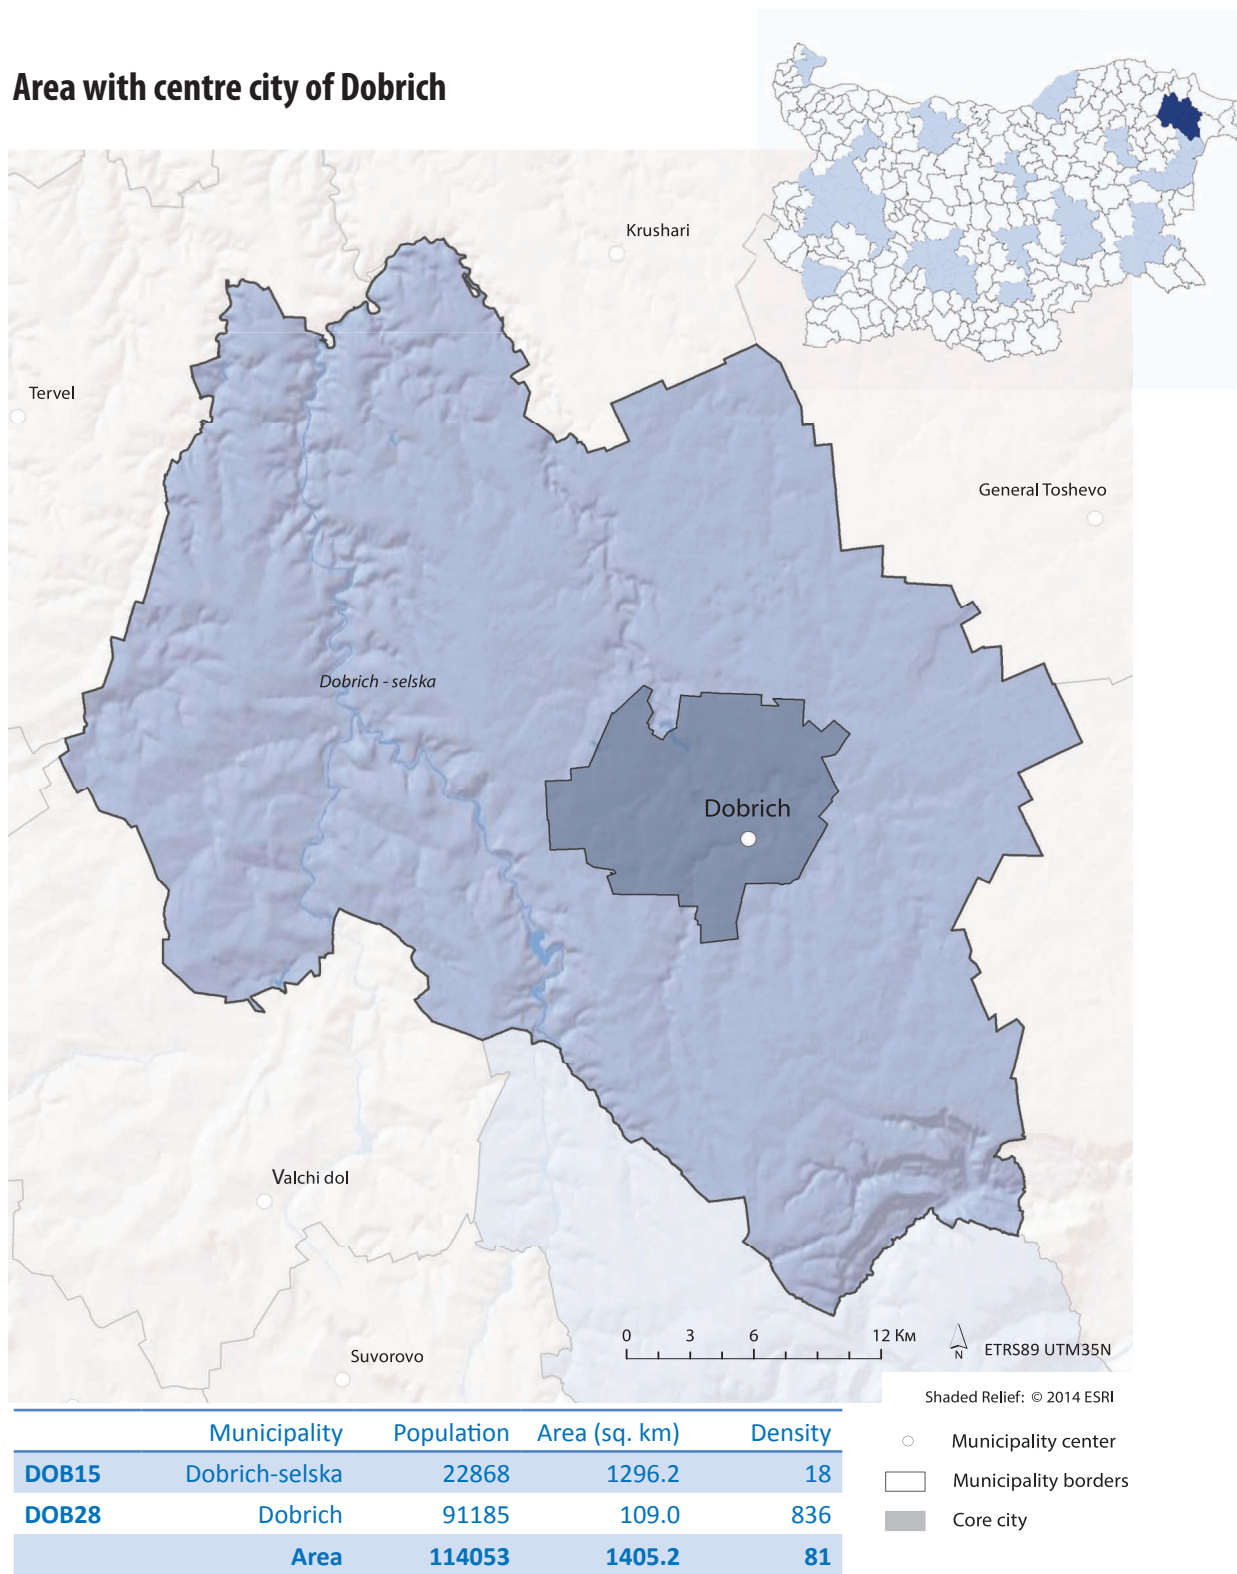 Area with centre city of Dobrich
Krushari
Tervel
General Toshevo
Dobrich - selska
Dobrich
Valchi dol
Suvorovo
0 3 6 12 Км
N
ETRS89 UTM35N
Shaded Relief: © 2014 ESRI
Municipality center
Municipality borders
Core city
Municipality Population Area (sq. km) Density
DOB15 Dobrich-selska 22868 1296.2 18
DOB28 Dobrich 91185 109.0 836
Area 114053 1405.2 81